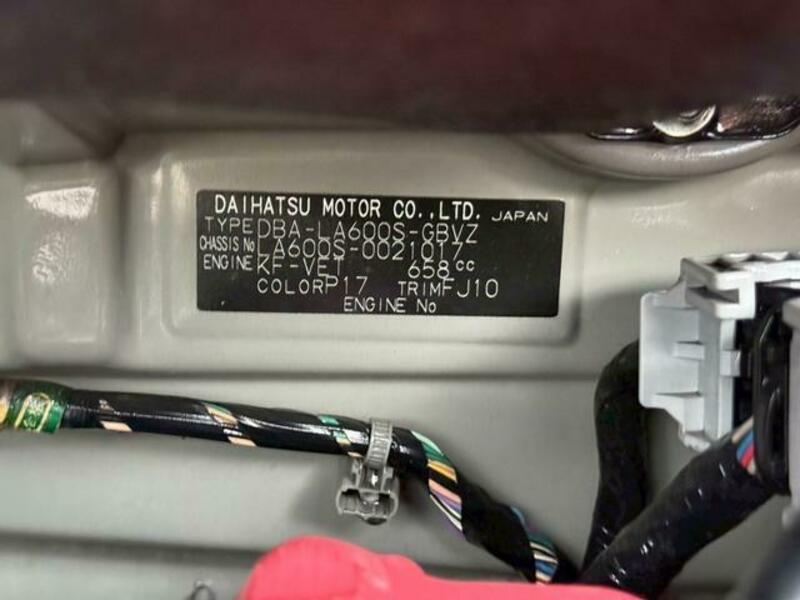 DAIHATSU MOTOR CO.,LTD. JAPAN
TYPE DBA-LA600S-GBVZ
CHASSIS No LA600S-0021017
ENGINE KF-VET 658cc
COLOR P17 TRIM FJ10
ENGINE No